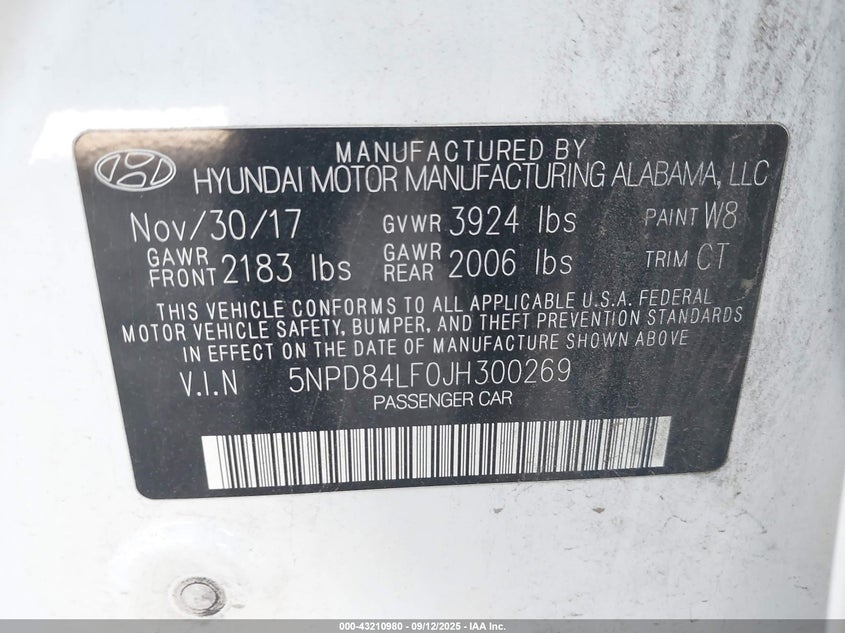 MANUFACTURED BY
HYUNDAI MOTOR MANUFACTURING ALABAMA, LLC
Nov/30/17 GVWR 3924 lbs PAINT W8
GAWR FRONT 2183 lbs GAWR REAR 2006 lbs TRIM CT
THIS VEHICLE CONFORMS TO ALL APPLICABLE U.S.A. FEDERAL
MOTOR VEHICLE SAFETY, BUMPER, AND THEFT PREVENTION STANDARDS
IN EFFECT ON THE DATE OF MANUFACTURE SHOWN ABOVE
V.I.N 5NPD84LF0JH300269
PASSENGER CAR
000-43210980 - 09/12/2025 - IAA Inc.